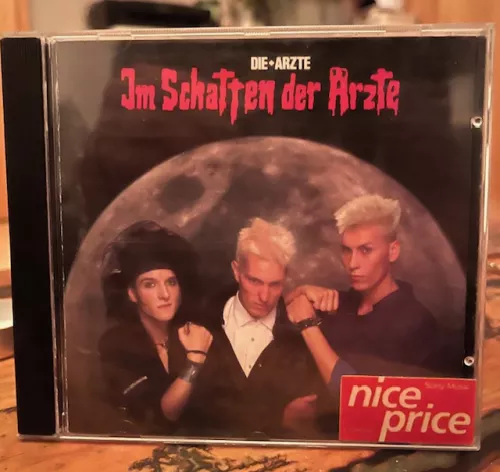 DIE+ÄRZTE
Im Schatten der Ärzte
Sony Music
nice
price